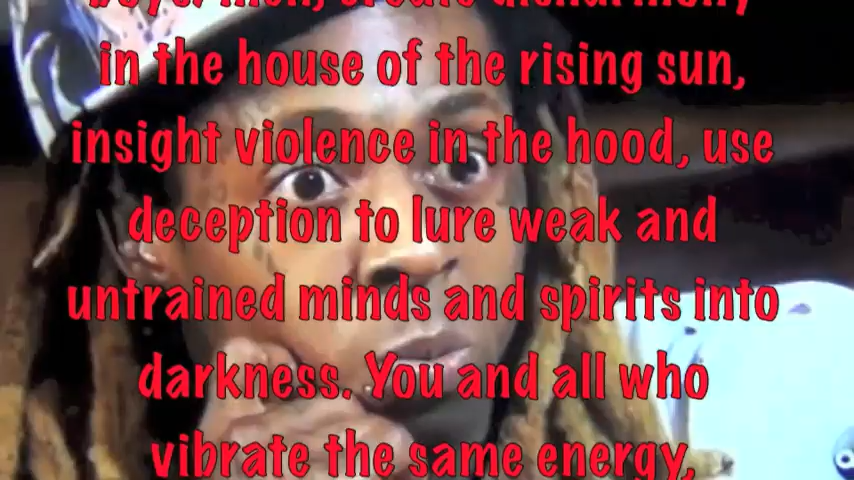 in the house of the rising sun,
insight violence in the hood, use
deception to lure weak and
untrained minds and spirits into
darkness. You and all who
vibrate the same energy,